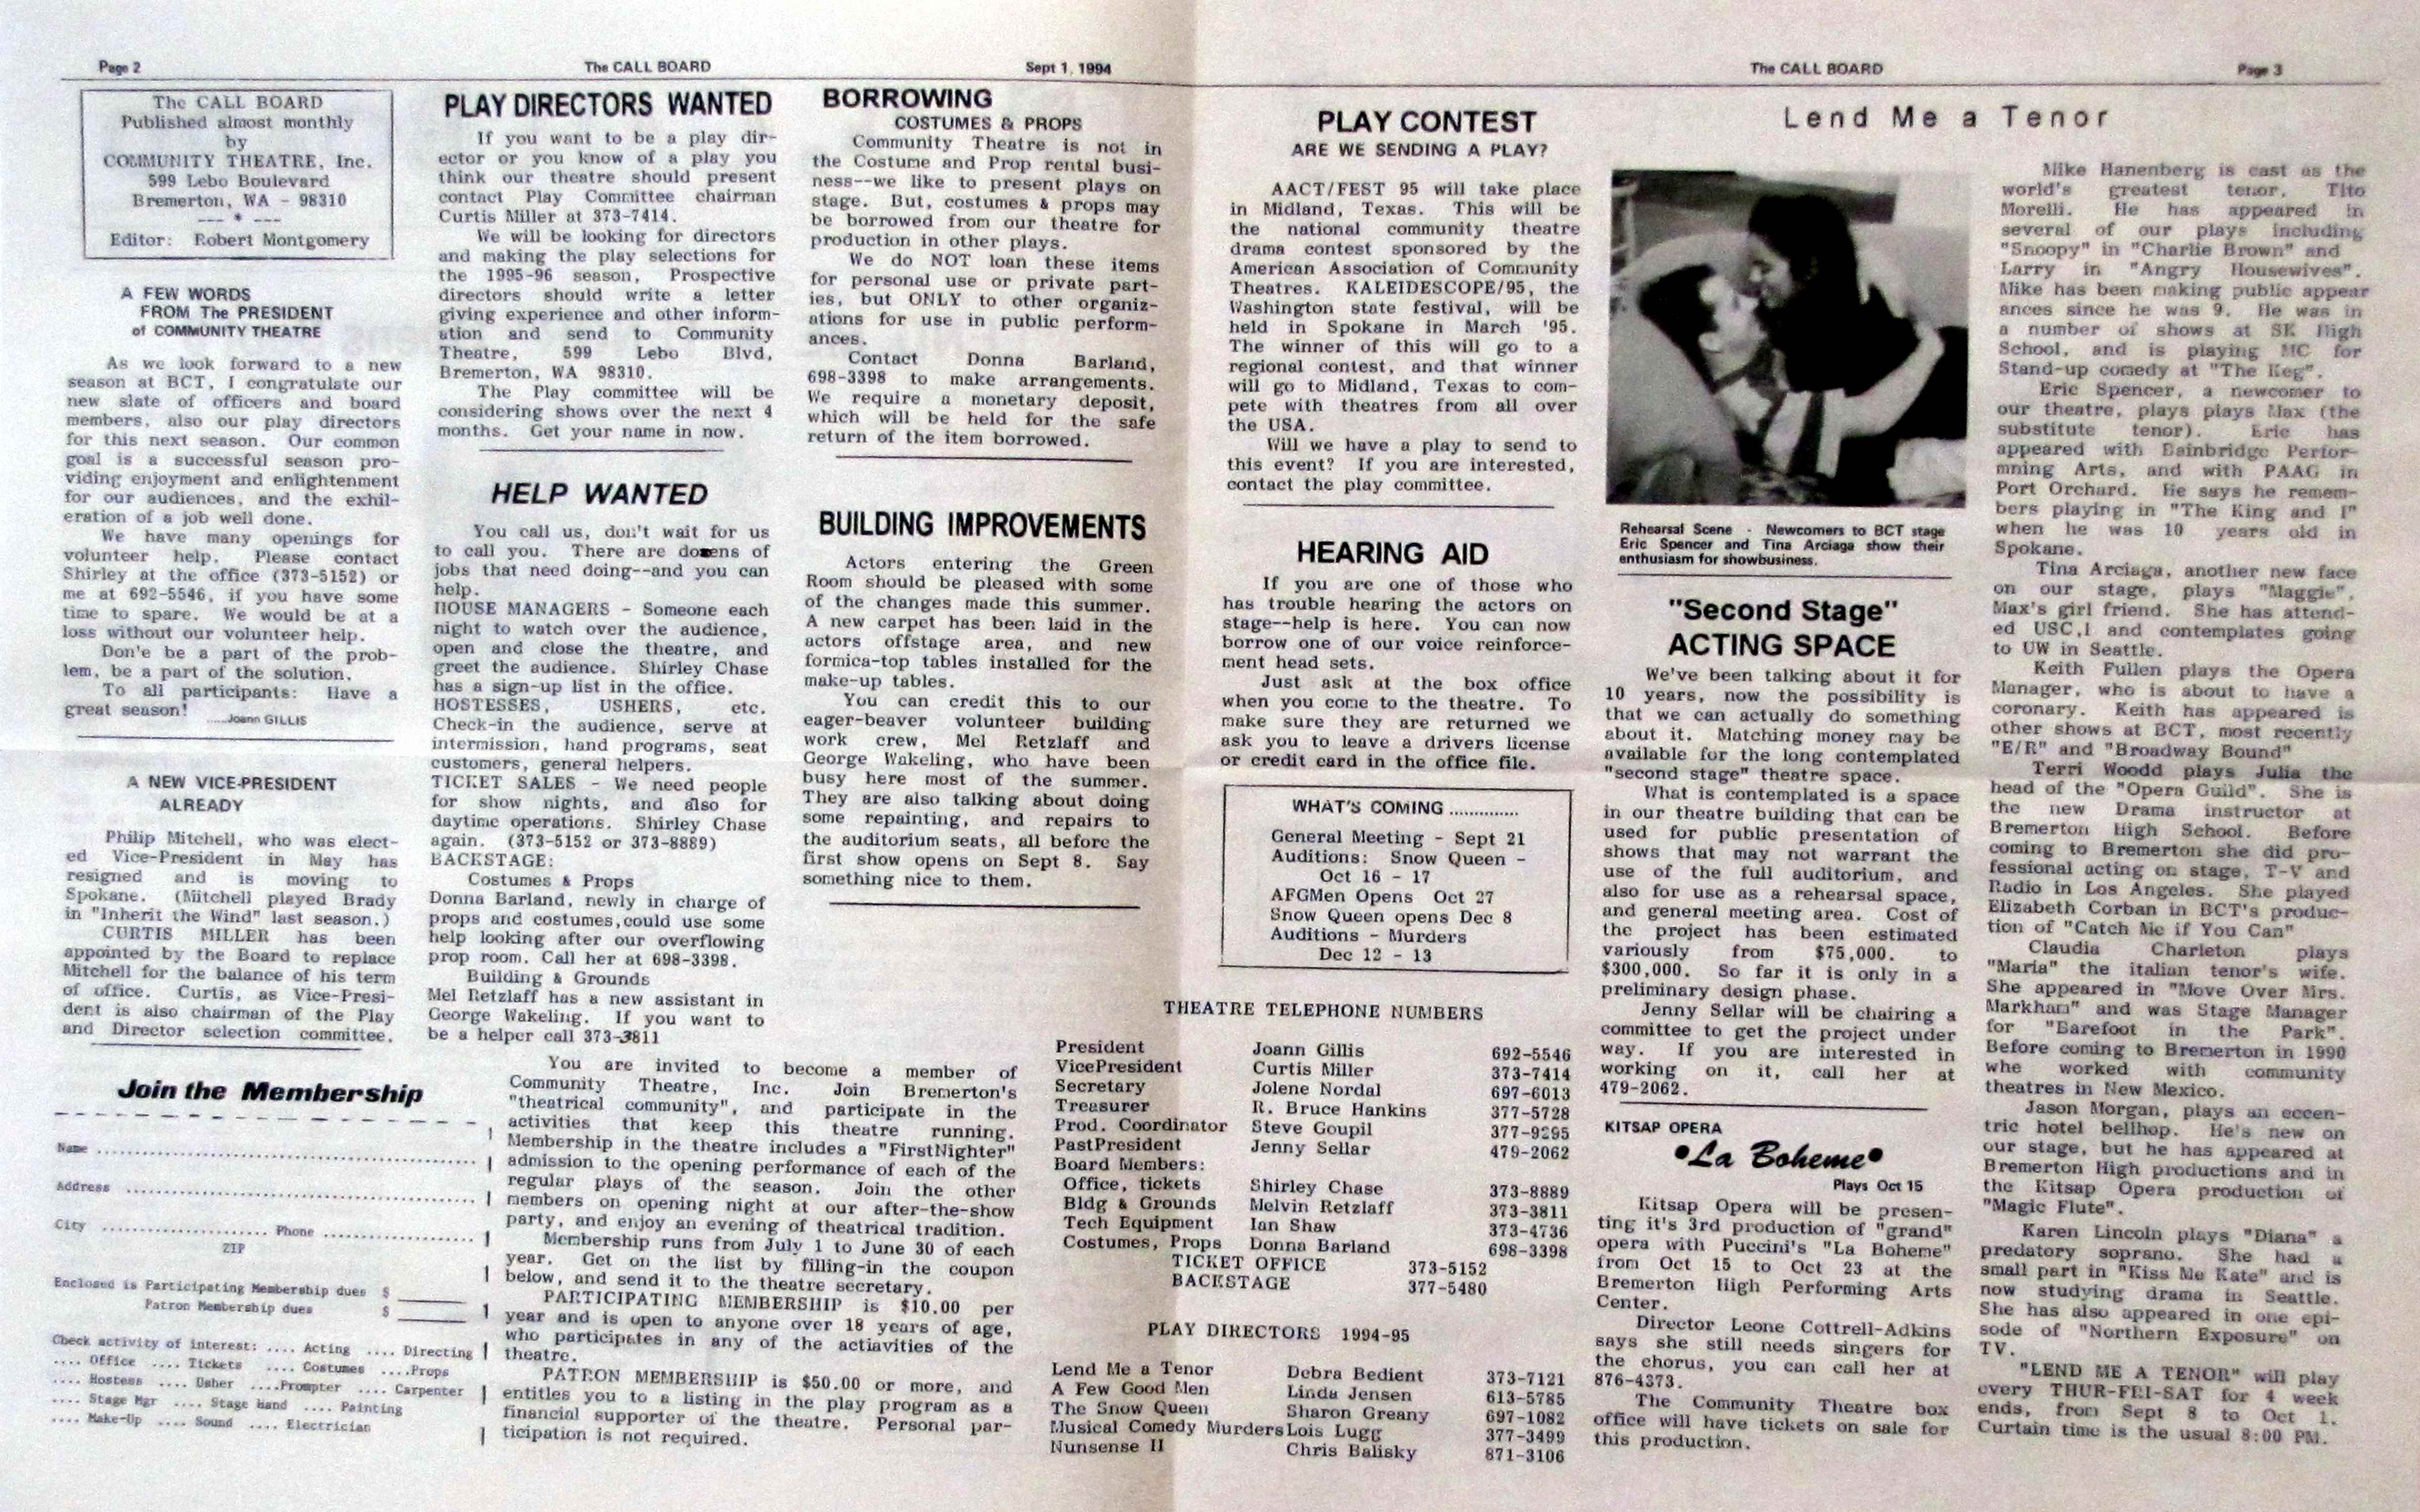 Page 2
The CALL BOARD
Sept 1, 1994
The CALL BOARD
Published almost monthly
by
COMMUNITY THEATRE, Inc.
599 Lebo Boulevard
Bremerton, WA - 98310
--- * ---
Editor: Robert Montgomery
A FEW WORDS
FROM The PRESIDENT
of COMMUNITY THEATRE
As we look forward to a new
season at BCT, I congratulate our
new slate of officers and board
members, also our play directors
for this next season. Our common
goal is a successful season pro-
viding enjoyment and enlightenment
for our audiences, and the exhil-
eration of a job well done.
We have many openings for
volunteer help. Please contact
Shirley at the office (373-5152) or
me at 692-5546, if you have some
time to spare. We would be at a
loss without our volunteer help.
Don'e be a part of the prob-
lem, be a part of the solution.
To all participants: Have a
great season!
.....Joann GILLIS
A NEW VICE-PRESIDENT
ALREADY
Philip Mitchell, who was elect-
ed Vice-President in May has
resigned and is moving to
Spokane. (Mitchell played Brady
in "Inherit the Wind" last season.)
CURTIS MILLER has been
appointed by the Board to replace
Mitchell for the balance of his term
of office. Curtis, as Vice-Presi-
dent is also chairman of the Play
and Director selection committee.
PLAY DIRECTORS WANTED
If you want to be a play dir-
ector or you know of a play you
think our theatre should present
contact Play Committee chairman
Curtis Miller at 373-7414.
We will be looking for directors
and making the play selections for
the 1995-96 season, Prospective
directors should write a letter
giving experience and other inform-
ation and send to Community
Theatre, 599 Lebo Blvd,
Bremerton, WA 98310.
The Play committee will be
considering shows over the next 4
months. Get your name in now.
HELP WANTED
You call us, don't wait for us
to call you. There are dozens of
jobs that need doing--and you can
help.
HOUSE MANAGERS - Someone each
night to watch over the audience,
open and close the theatre, and
greet the audience. Shirley Chase
has a sign-up list in the office.
HOSTESSES, USHERS, etc.
Check-in the audience, serve at
intermission, hand programs, seat
customers, general helpers.
TICKET SALES - We need people
for show nights, and also for
daytime operations. Shirley Chase
again. (373-5152 or 373-8889)
BACKSTAGE:
Costumes & Props
Donna Barland, newly in charge of
props and costumes,could use some
help looking after our overflowing
prop room. Call her at 698-3398.
Building & Grounds
Mel Retzlaff has a new assistant in
George Wakeling. If you want to
be a helper call 373-3811
BORROWING
COSTUMES & PROPS
Community Theatre is not in
the Costume and Prop rental busi-
ness--we like to present plays on
stage. But, costumes & props may
be borrowed from our theatre for
production in other plays.
We do NOT loan these items
for personal use or private part-
ies, but ONLY to other organiz-
ations for use in public perform-
ances.
Contact Donna Barland,
698-3398 to make arrangements.
We require a monetary deposit,
which will be held for the safe
return of the item borrowed.
BUILDING IMPROVEMENTS
Actors entering the Green
Room should be pleased with some
of the changes made this summer.
A new carpet has been laid in the
actors offstage area, and new
formica-top tables installed for the
make-up tables.
You can credit this to our
eager-beaver volunteer building
work crew, Mel Retzlaff and
George Wakeling, who have been
busy here most of the summer.
They are also talking about doing
some repainting, and repairs to
the auditorium seats, all before the
first show opens on Sept 8. Say
something nice to them.
Join the Membership
Name
Address
City .......... Phone
ZIP
Enclosed is Participating Membership dues $
Patron Membership dues $
Check activity of interest: .... Acting .... Directing
.... Office .... Tickets .... Costumes ....Props
.... Hostess .... Usher ....Prompter .... Carpenter
.... Stage Mgr .... Stage Hand .... Painting
.... Make-Up .... Sound .... Electrician
You are invited to become a member of
Community Theatre, Inc. Join Bremerton's
"theatrical community", and participate in the
activities that keep this theatre running.
Membership in the theatre includes a "FirstNighter"
admission to the opening performance of each of the
regular plays of the season. Join the other
members on opening night at our after-the-show
party, and enjoy an evening of theatrical tradition.
Membership runs from July 1 to June 30 of each
year. Get on the list by filling-in the coupon
below, and send it to the theatre secretary.
PARTICIPATING MEMBERSHIP is $10.00 per
year and is open to anyone over 18 years of age,
who participates in any of the actiavities of the
theatre.
PATRON MEMBERSHIP is $50.00 or more, and
entitles you to a listing in the play program as a
financial supporter of the theatre. Personal par-
ticipation is not required.
The CALL BOARD
Page 3
PLAY CONTEST
ARE WE SENDING A PLAY?
AACT/FEST 95 will take place
in Midland, Texas. This will be
the national community theatre
drama contest sponsored by the
American Association of Community
Theatres. KALEIDESCOPE/95, the
Washington state festival, will be
held in Spokane in March '95.
The winner of this will go to a
regional contest, and that winner
will go to Midland, Texas to com-
pete with theatres from all over
the USA.
Will we have a play to send to
this event? If you are interested,
contact the play committee.
HEARING AID
If you are one of those who
has trouble hearing the actors on
stage--help is here. You can now
borrow one of our voice reinforce-
ment head sets.
Just ask at the box office
when you come to the theatre. To
make sure they are returned we
ask you to leave a drivers license
or credit card in the office file.
WHAT'S COMING ..............
General Meeting - Sept 21
Auditions: Snow Queen -
Oct 16 - 17
AFGMen Opens Oct 27
Snow Queen opens Dec 8
Auditions - Murders
Dec 12 - 13
THEATRE TELEPHONE NUMBERS
President Joann Gillis 692-5546
VicePresident Curtis Miller 373-7414
Secretary Jolene Nordal 697-6013
Treasurer R. Bruce Hankins 377-5728
Prod. Coordinator Steve Goupil 377-9295
PastPresident Jenny Sellar 479-2062
Board Members:
Office, tickets Shirley Chase 373-8889
Bldg & Grounds Melvin Retzlaff 373-3811
Tech Equipment Ian Shaw 373-4736
Costumes, Props Donna Barland 698-3398
TICKET OFFICE 373-5152
BACKSTAGE 377-5480
PLAY DIRECTORS 1994-95
Lend Me a Tenor Debra Bedient 373-7121
A Few Good Men Linda Jensen 613-5785
The Snow Queen Sharon Greany 697-1082
Musical Comedy Murders Lois Lugg 377-3499
Nunsense II Chris Balisky 871-3106
Lend Me a Tenor
Rehearsal Scene - Newcomers to BCT stage
Eric Spencer and Tina Arciaga show their
enthusiasm for showbusiness.
"Second Stage"
ACTING SPACE
We've been talking about it for
10 years, now the possibility is
that we can actually do something
about it. Matching money may be
available for the long contemplated
"second stage" theatre space.
What is contemplated is a space
in our theatre building that can be
used for public presentation of
shows that may not warrant the
use of the full auditorium, and
also for use as a rehearsal space,
and general meeting area. Cost of
the project has been estimated
variously from $75,000. to
$300,000. So far it is only in a
preliminary design phase.
Jenny Sellar will be chairing a
committee to get the project under
way. If you are interested in
working on it, call her at
479-2062.
KITSAP OPERA
•La Boheme•
Plays Oct 15
Kitsap Opera will be presen-
ting it's 3rd production of "grand"
opera with Puccini's "La Boheme"
from Oct 15 to Oct 23 at the
Bremerton High Performing Arts
Center.
Director Leone Cottrell-Adkins
says she still needs singers for
the chorus, you can call her at
876-4373.
The Community Theatre box
office will have tickets on sale for
this production.
Mike Hanenberg is cast as the
world's greatest tenor, Tito
Morelli. He has appeared in
several of our plays including
"Snoopy" in "Charlie Brown" and
Larry in "Angry Housewives".
Mike has been making public appear
ances since he was 9. He was in
a number of shows at SK High
School, and is playing MC for
Stand-up comedy at "The Keg".
Eric Spencer, a newcomer to
our theatre, plays plays Max (the
substitute tenor). Eric has
appeared with Bainbridge Perfor-
mning Arts, and with PAAG in
Port Orchard. He says he remem-
bers playing in "The King and I"
when he was 10 years old in
Spokane.
Tina Arciaga, another new face
on our stage, plays "Maggie",
Max's girl friend. She has attend-
ed USC,I and contemplates going
to UW in Seattle.
Keith Fullen plays the Opera
Manager, who is about to have a
coronary. Keith has appeared is
other shows at BCT, most recently
"E/R" and "Broadway Bound"
Terri Woodd plays Julia the
head of the "Opera Guild". She is
the new Drama instructor at
Bremerton High School. Before
coming to Bremerton she did pro-
fessional acting on stage, T-V and
Radio in Los Angeles. She played
Elizabeth Corban in BCT's produc-
tion of "Catch Me if You Can"
Claudia Charleton plays
"Maria" the italian tenor's wife.
She appeared in "Move Over Mrs.
Markham" and was Stage Manager
for "Barefoot in the Park".
Before coming to Bremerton in 1990
whe worked with community
theatres in New Mexico.
Jason Morgan, plays an eccen-
tric hotel bellhop. He's new on
our stage, but he has appeared at
Bremerton High productions and in
the Kitsap Opera production of
"Magic Flute".
Karen Lincoln plays "Diana" a
predatory soprano. She had a
small part in "Kiss Me Kate" and is
now studying drama in Seattle.
She has also appeared in one epi-
sode of "Northern Exposure" on
TV.
"LEND ME A TENOR" will play
every THUR-FRI-SAT for 4 week
ends, from Sept 8 to Oct 1.
Curtain time is the usual 8:00 PM.